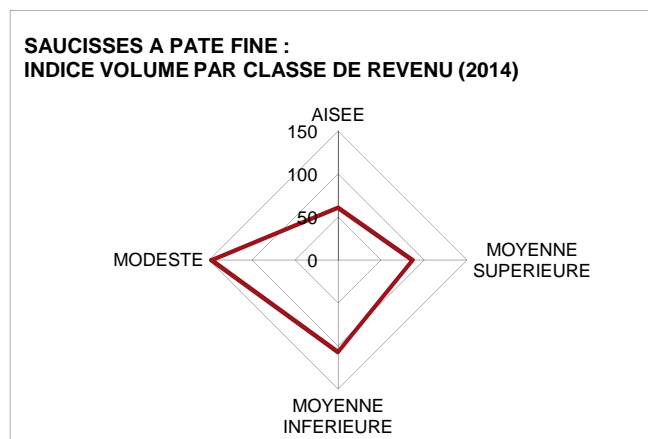 SAUCISSES A PATE FINE :
INDICE VOLUME PAR CLASSE DE REVENU (2014)
AISEE
150
100
50
0
MODESTE
MOYENNE
SUPERIEURE
MOYENNE
INFERIEURE